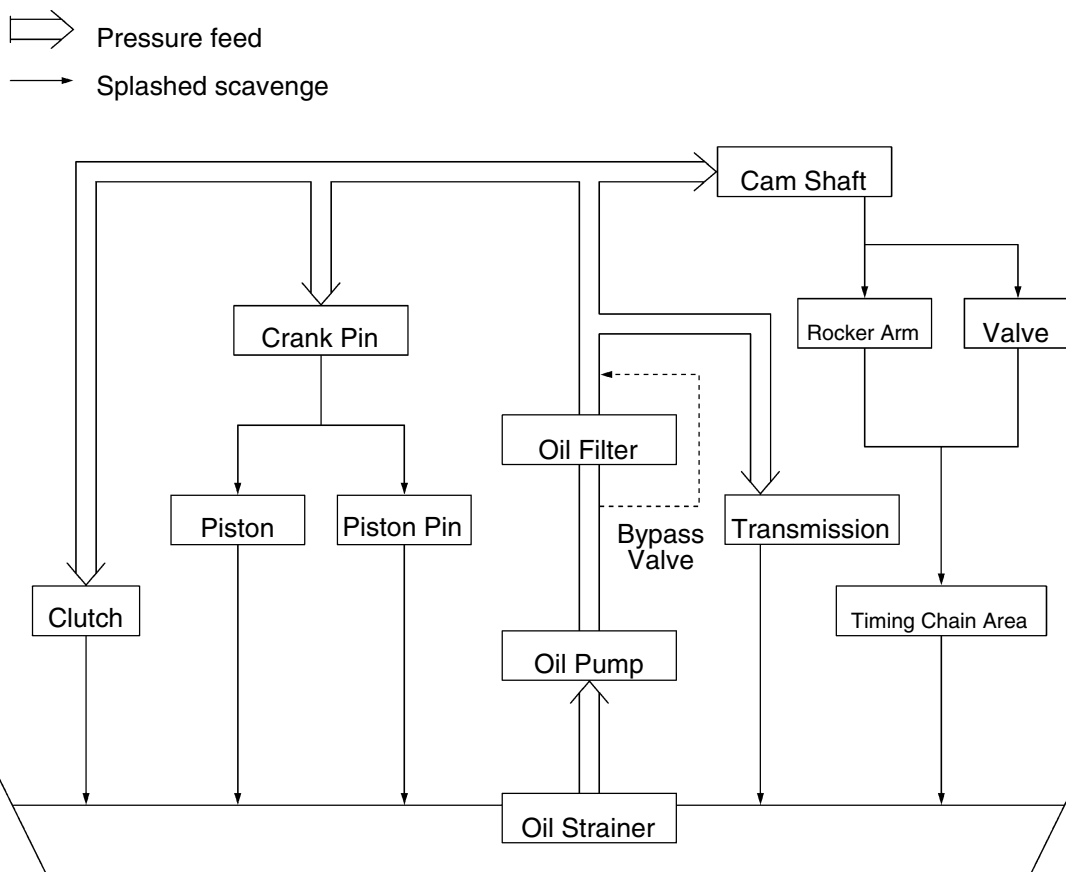 Pressure feed
Splashed scavenge
Cam Shaft
Crank Pin
Rocker Arm
Valve
Oil Filter
Piston
Piston Pin
Bypass
Valve
Transmission
Clutch
Timing Chain Area
Oil Pump
Oil Strainer